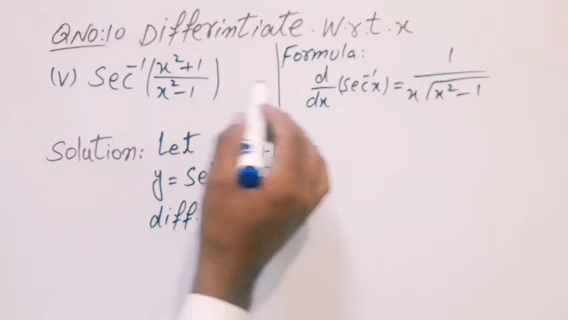 QNO:10 Differintiate. W.r.t. x
(v) Sec⁻¹(x²+1/x²-1)
Formula:
d/dx (sec⁻¹x) = 1/x√x²-1
Solution: Let
y = Se
diff.